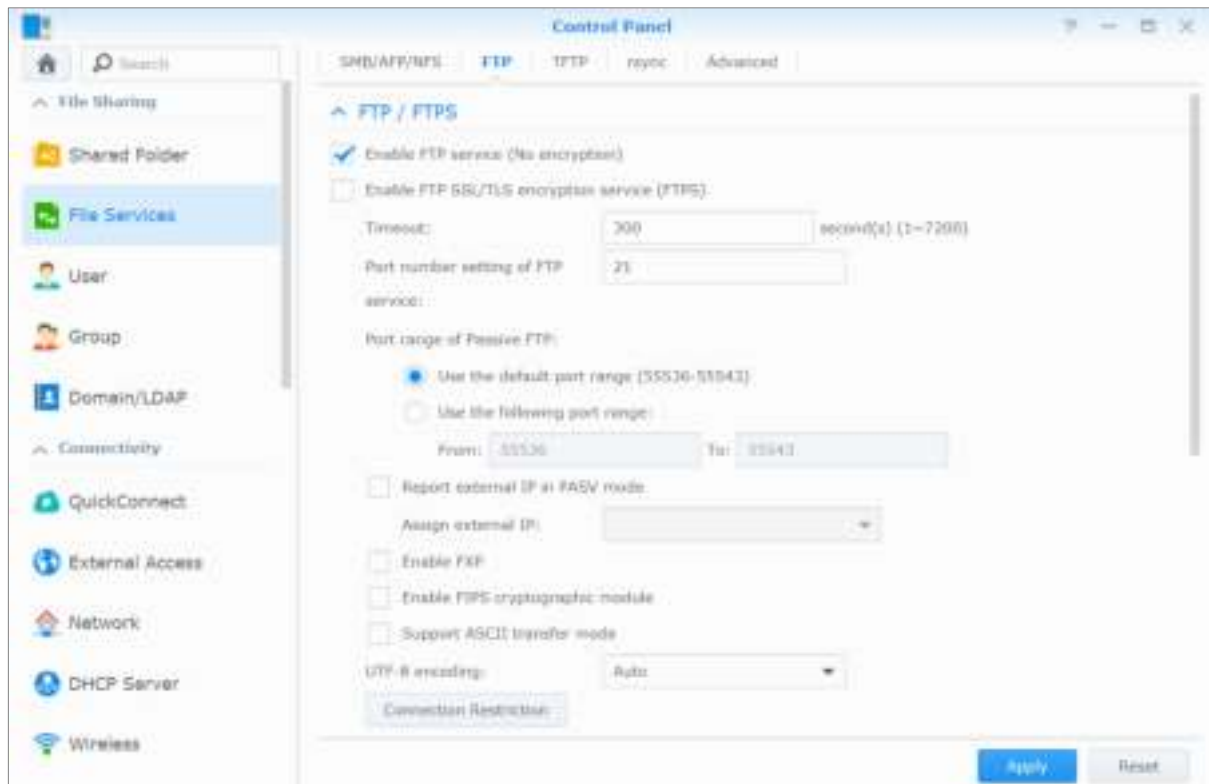 Control Panel
Search
SMB/AFP/NFS FTP TFTP rsync Advanced
File Sharing
FTP / FTPS
Shared Folder
Enable FTP service (No encryption)
Enable FTP SSL/TLS encryption service (FTPS)
File Services
Timeout: 300 second(s) (1~7200)
User
Port number setting of FTP service: 21
Group
Port range of Passive FTP:
Use the default port range (55536-55543)
Domain/LDAP
Use the following port range:
Connectivity
From: 55536 To: 55543
Report external IP in PASV mode
QuickConnect
Assign external IP:
External Access
Enable FXP
Enable FIPS cryptographic module
Network
Support ASCII transfer mode
UTF-8 encoding: Auto
DHCP Server
Connection Restriction
Wireless
Apply Reset